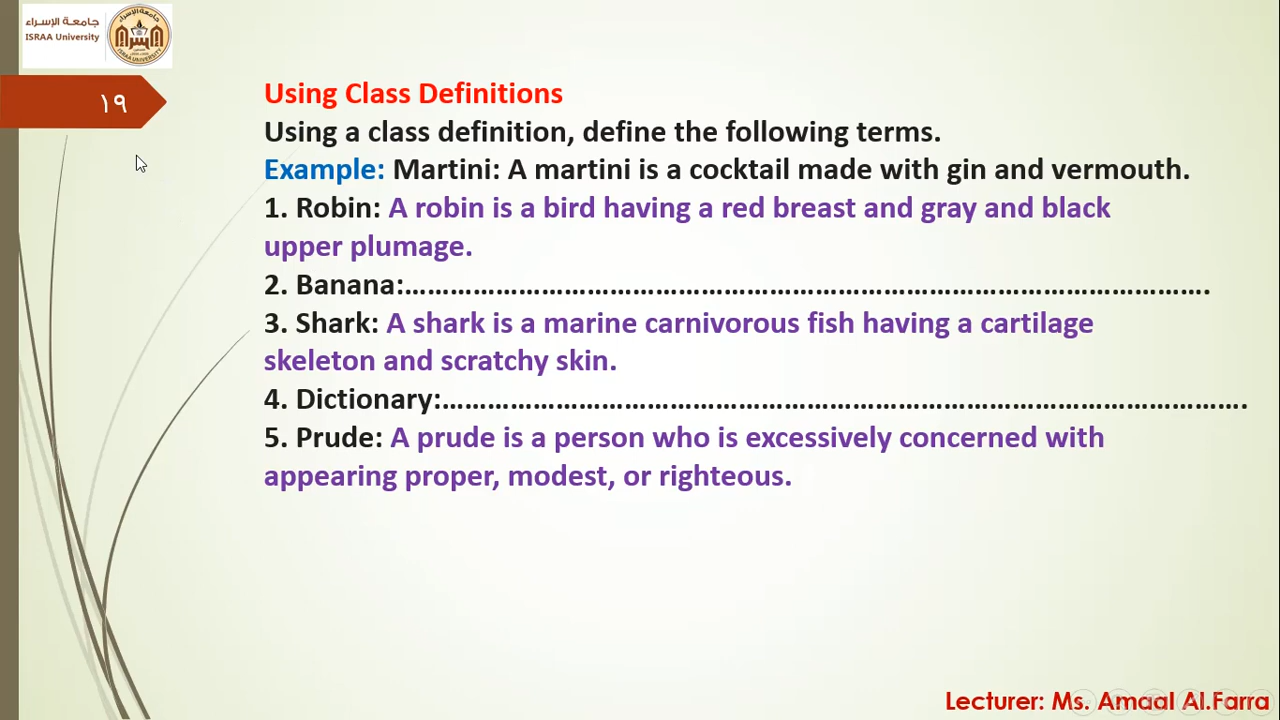 جامعة الإسراء
ISRAA University
١٩
Using Class Definitions
Using a class definition, define the following terms.
Example: Martini: A martini is a cocktail made with gin and vermouth.
1. Robin: A robin is a bird having a red breast and gray and black
upper plumage.
2. Banana:…………………………………………………………………………………………….
3. Shark: A shark is a marine carnivorous fish having a cartilage
skeleton and scratchy skin.
4. Dictionary:…………………………………………………………………………………………….
5. Prude: A prude is a person who is excessively concerned with
appearing proper, modest, or righteous.
Lecturer: Ms. Amaal Al.Farra